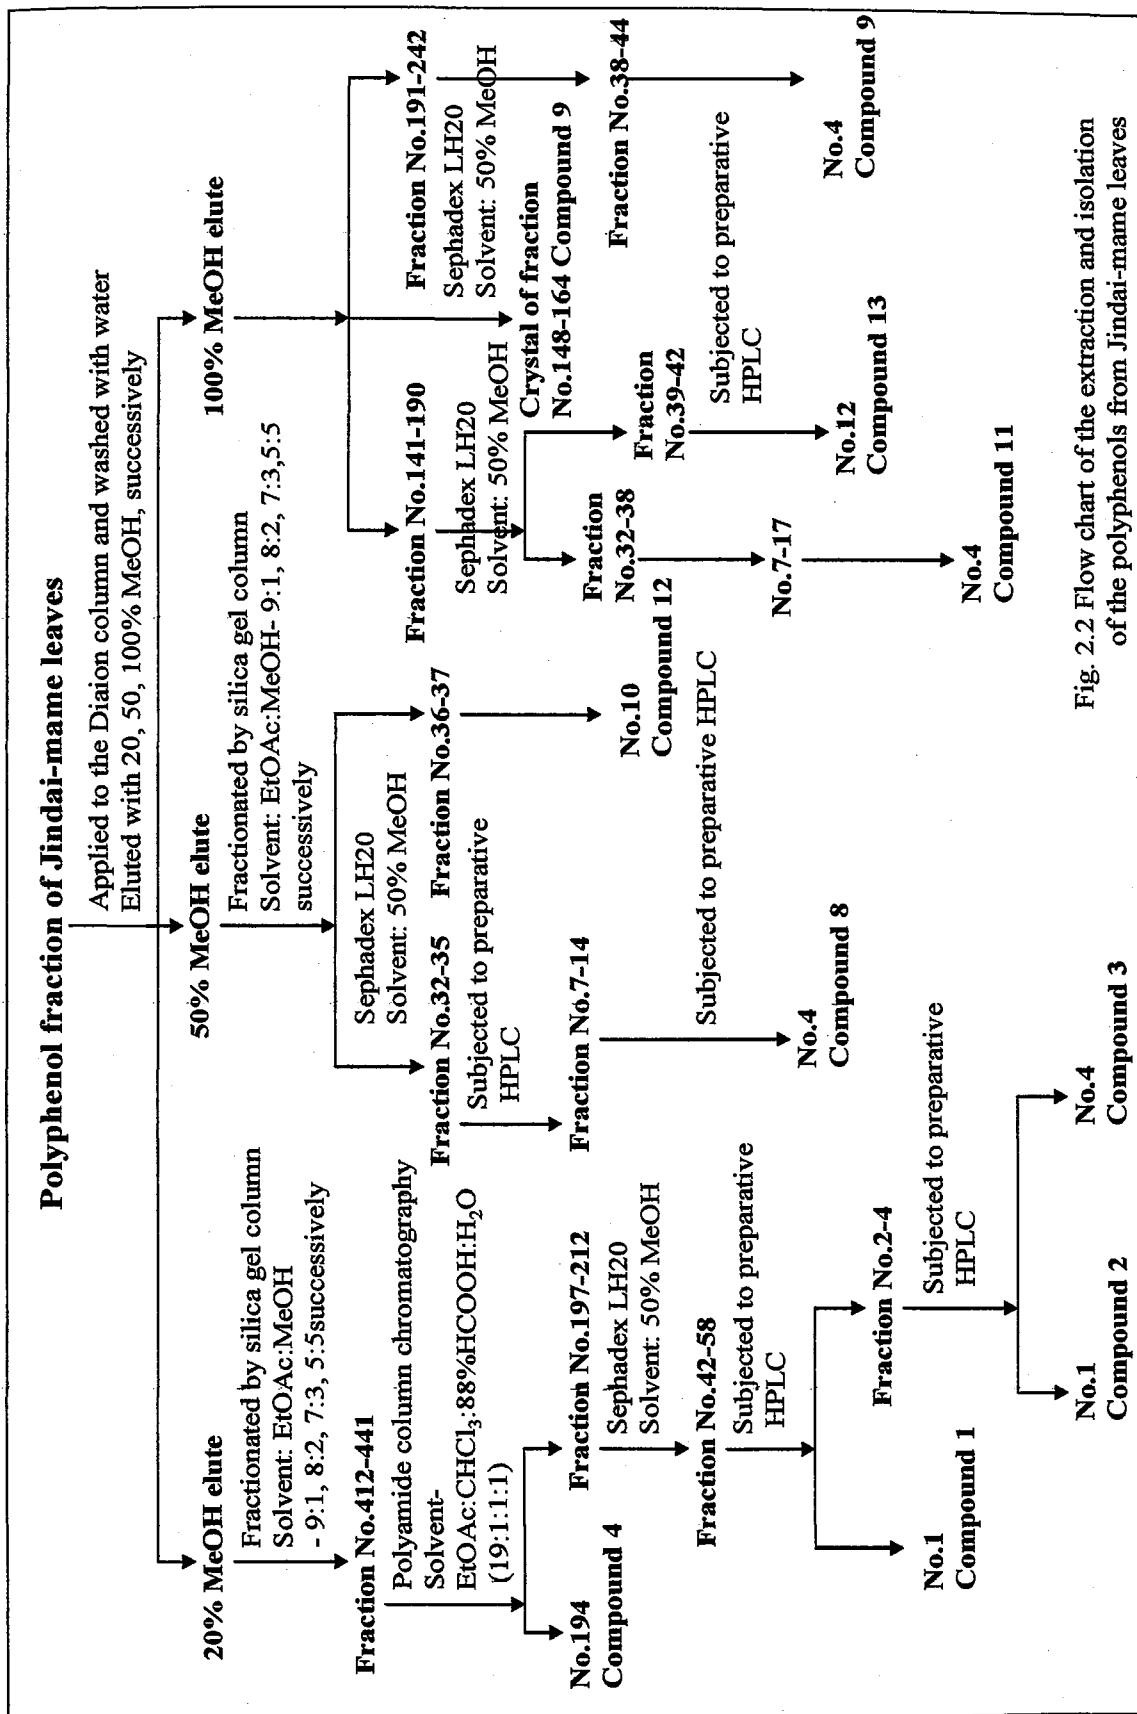 Polyphenol fraction of Jindai-mame leaves
Applied to the Diaion column and washed with water
Eluted with 20, 50, 100% MeOH, successively
20% MeOH elute
Fractionated by silica gel column
Solvent: EtOAc:MeOH
- 9:1, 8:2, 7:3, 5:5successively
Fraction No.412-441
Polyamide column chromatography
Solvent-
EtOAc:CHCl₃:88%HCOOH:H₂O
(19:1:1:1)
No.194
Compound 4
Fraction No.197-212
Sephadex LH20
Solvent: 50% MeOH
Fraction No.42-58
Subjected to preparative
HPLC
No.1
Compound 1
Fraction No.2-4
Subjected to preparative
HPLC
No.1
Compound 2
No.4
Compound 3
50% MeOH elute
Fractionated by silica gel column
Solvent: EtOAc:MeOH- 9:1, 8:2, 7:3,5:5
successively
Sephadex LH20
Solvent: 50% MeOH
Fraction No.32-35
Subjected to preparative
HPLC
Fraction No.7-14
Subjected to preparative HPLC
No.4
Compound 8
Fraction No.36-37
No.10
Compound 12
100% MeOH elute
Fraction No.141-190
Sephadex LH20
Solvent: 50% MeOH
Fraction
No.32-38
No.7-17
No.4
Compound 11
Fraction
No.39-42
Subjected to preparative
HPLC
No.12
Compound 13
Crystal of fraction
No.148-164 Compound 9
Fraction No.191-242
Sephadex LH20
Solvent: 50% MeOH
Fraction No.38-44
No.4
Compound 9
Fig. 2.2 Flow chart of the extraction and isolation
of the polyphenols from Jindai-mame leaves